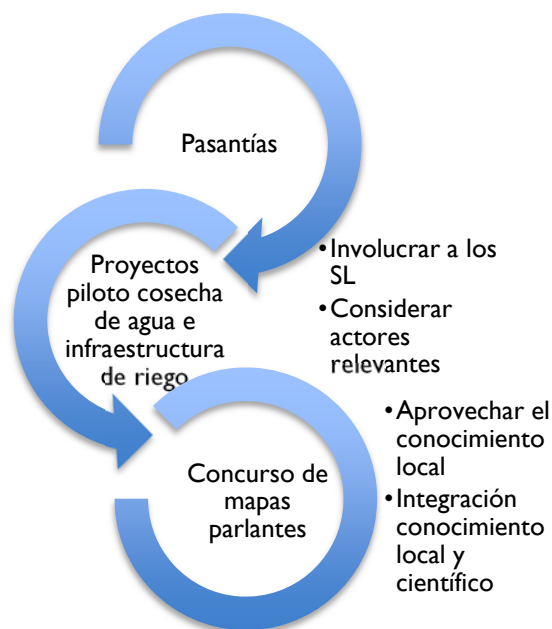 Pasantías
Proyectos
piloto cosecha
de agua e
infraestructura
de riego
•Involucrar a los
SL
•Considerar
actores
relevantes
Concurso de
mapas
parlantes
•Aprovechar el
conocimiento
local
•Integración
conocimiento
local y
científico